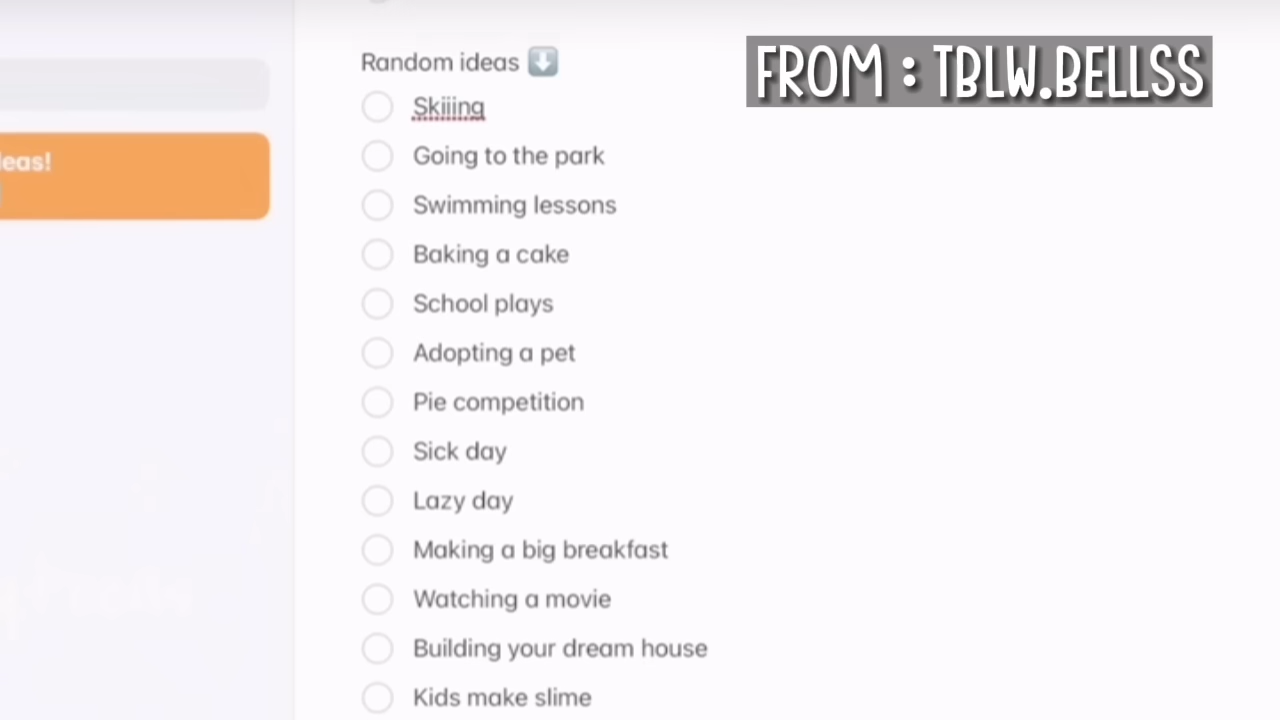 FROM : TBLW.BELLSS
Random ideas ⬇️
Skiiing
Going to the park
deas!
Swimming lessons
Baking a cake
School plays
Adopting a pet
Pie competition
Sick day
Lazy day
Making a big breakfast
Watching a movie
Building your dream house
Kids make slime